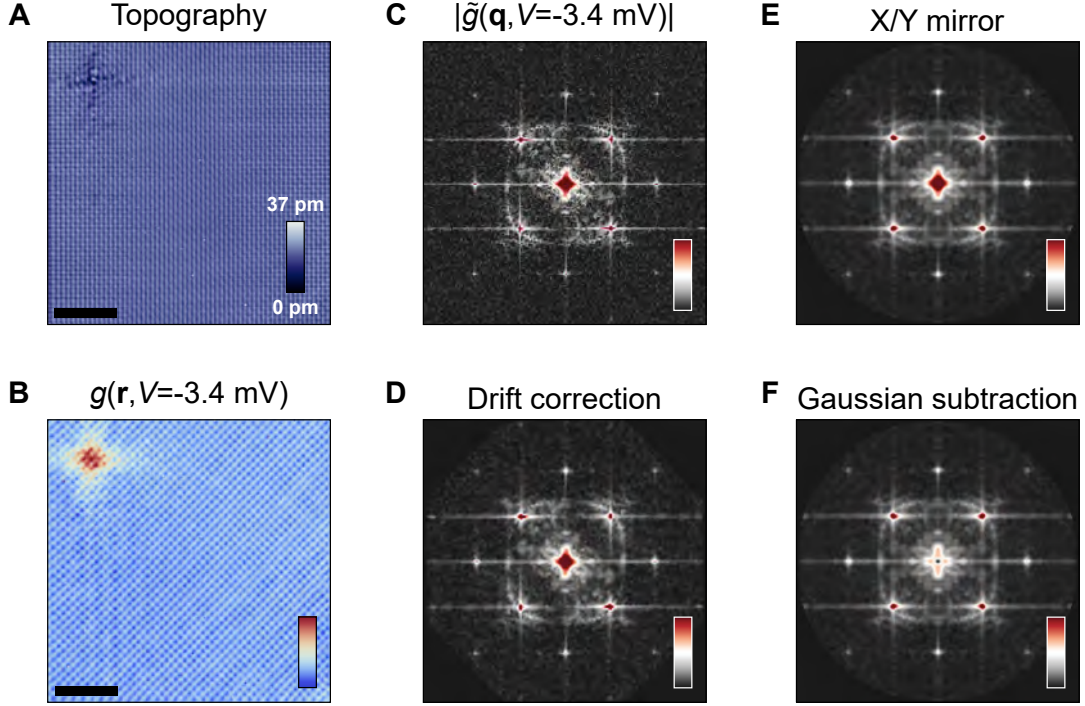 A Topography
37 pm
0 pm
B g(r,V=-3.4 mV)
C |g̃(q,V=-3.4 mV)|
D Drift correction
E X/Y mirror
F Gaussian subtraction